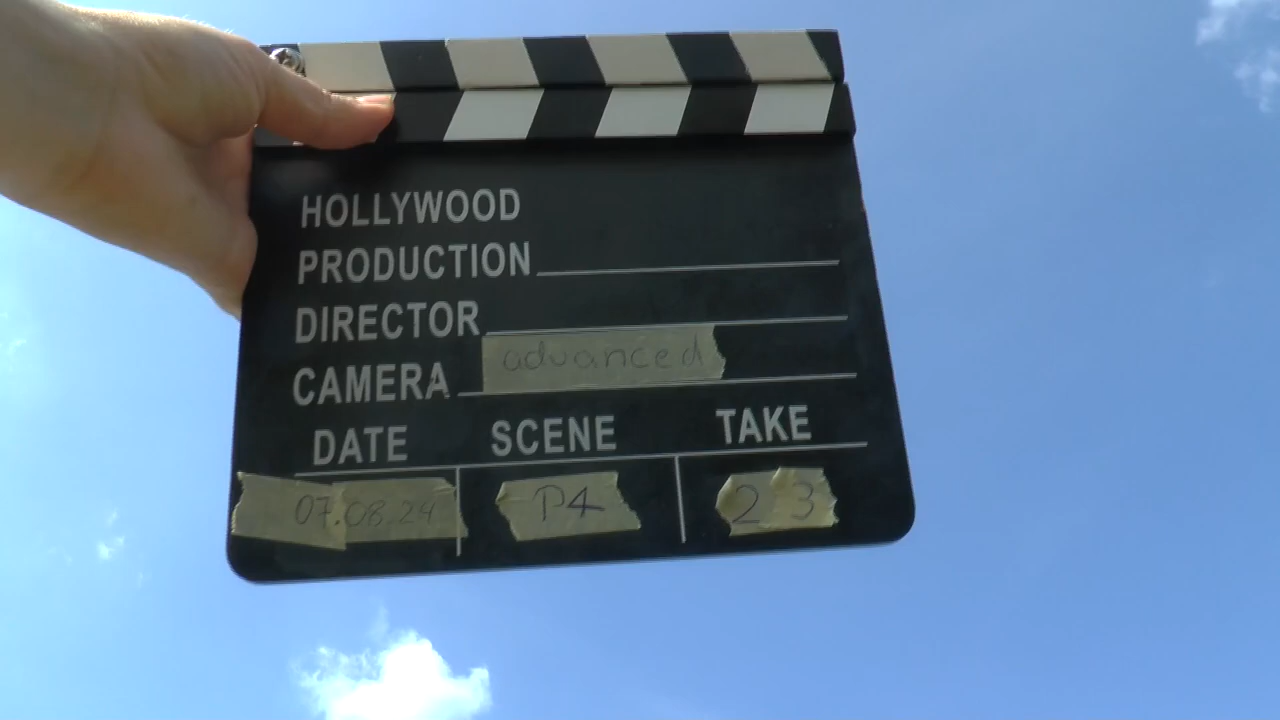 HOLLYWOOD
PRODUCTION
DIRECTOR
advanced
CAMERA
DATE SCENE TAKE
07.08.24 P4 23